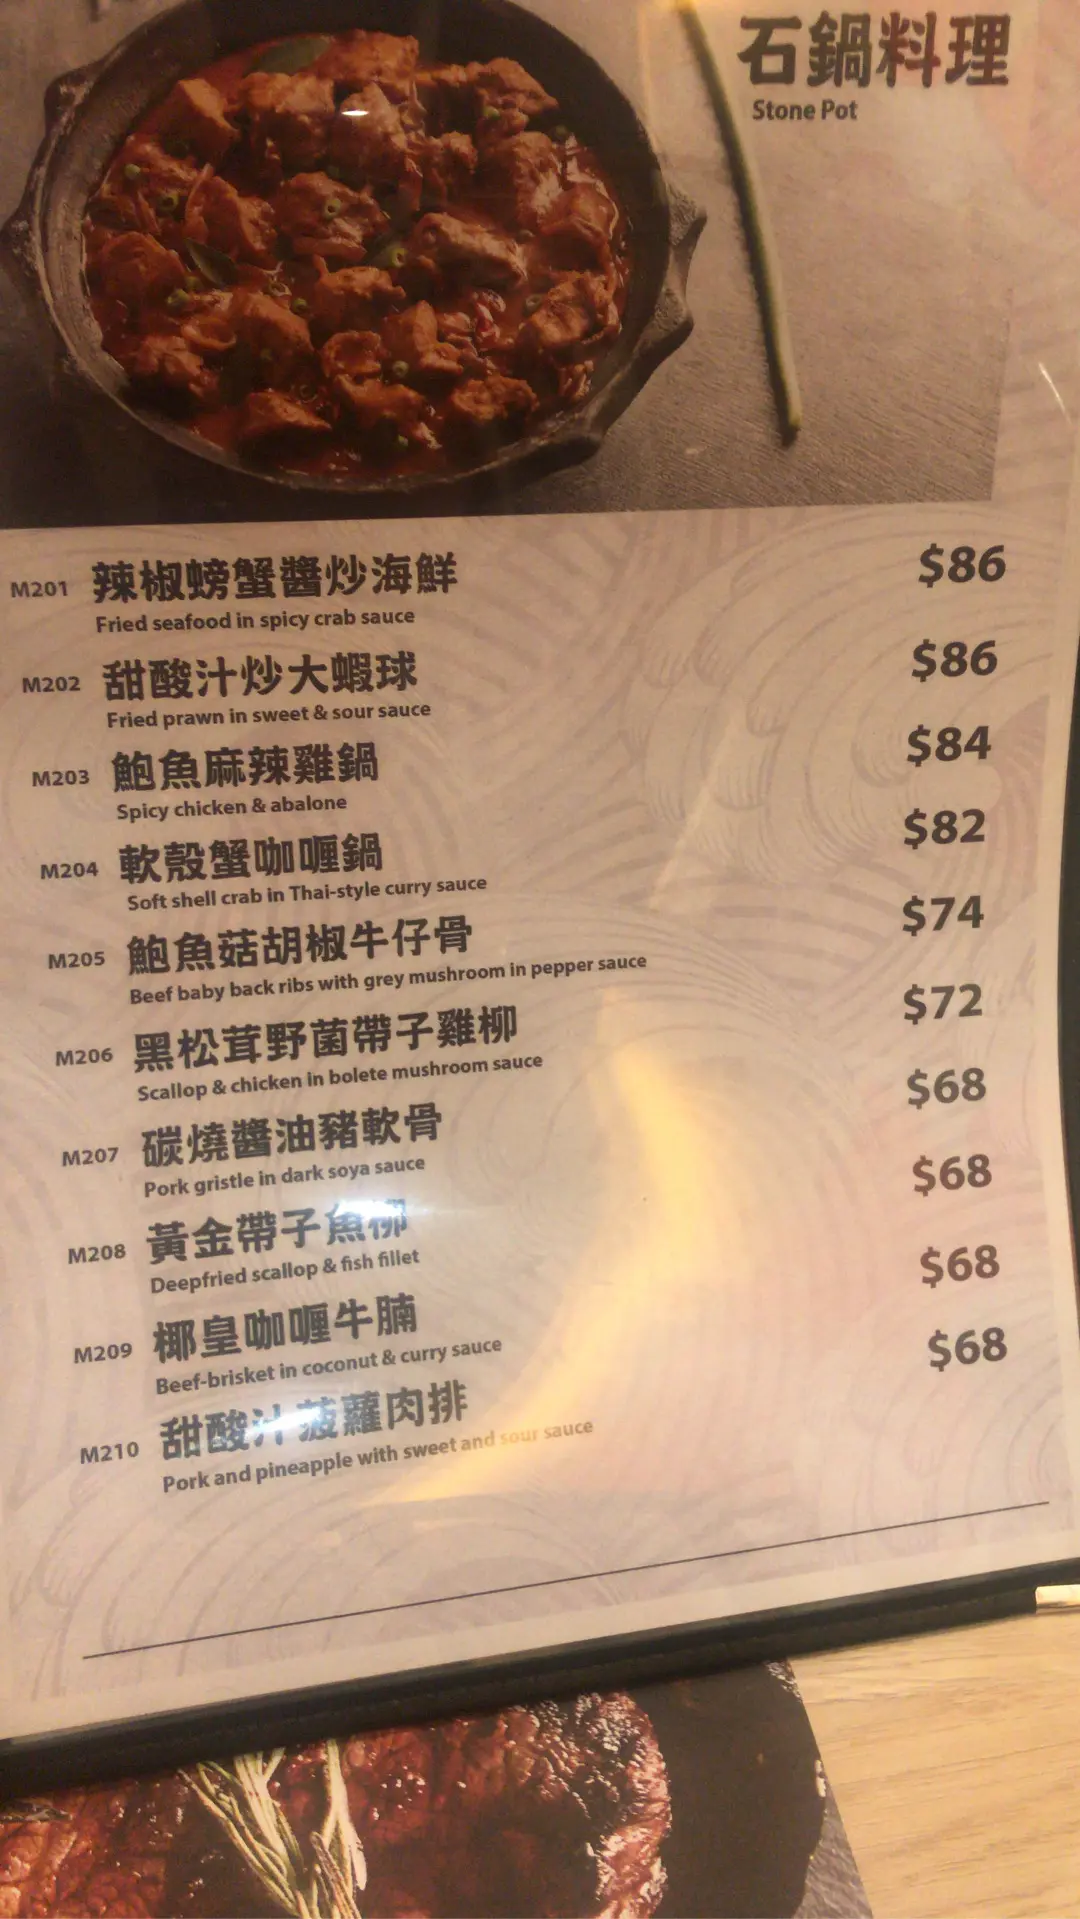 石鍋料理
Stone Pot
M201 辣椒螃蟹醬炒海鮮 $86
Fried seafood in spicy crab sauce
M202 甜酸汁炒大蝦球 $86
Fried prawn in sweet & sour sauce
M203 鮑魚麻辣雞鍋 $84
Spicy chicken & abalone
M204 軟殼蟹咖喱鍋 $82
Soft shell crab in Thai-style curry sauce
M205 鮑魚菇胡椒牛仔骨 $74
Beef baby back ribs with grey mushroom in pepper sauce
M206 黑松茸野菌帶子雞柳 $72
Scallop & chicken in bolete mushroom sauce
M207 碳燒醬油豬軟骨 $68
Pork gristle in dark soya sauce
M208 黃金帶子魚柳 $68
Deepfried scallop & fish fillet
M209 椰皇咖喱牛腩 $68
Beef-brisket in coconut & curry sauce
M210 甜酸汁菠蘿肉排 $68
Pork and pineapple with sweet and sour sauce